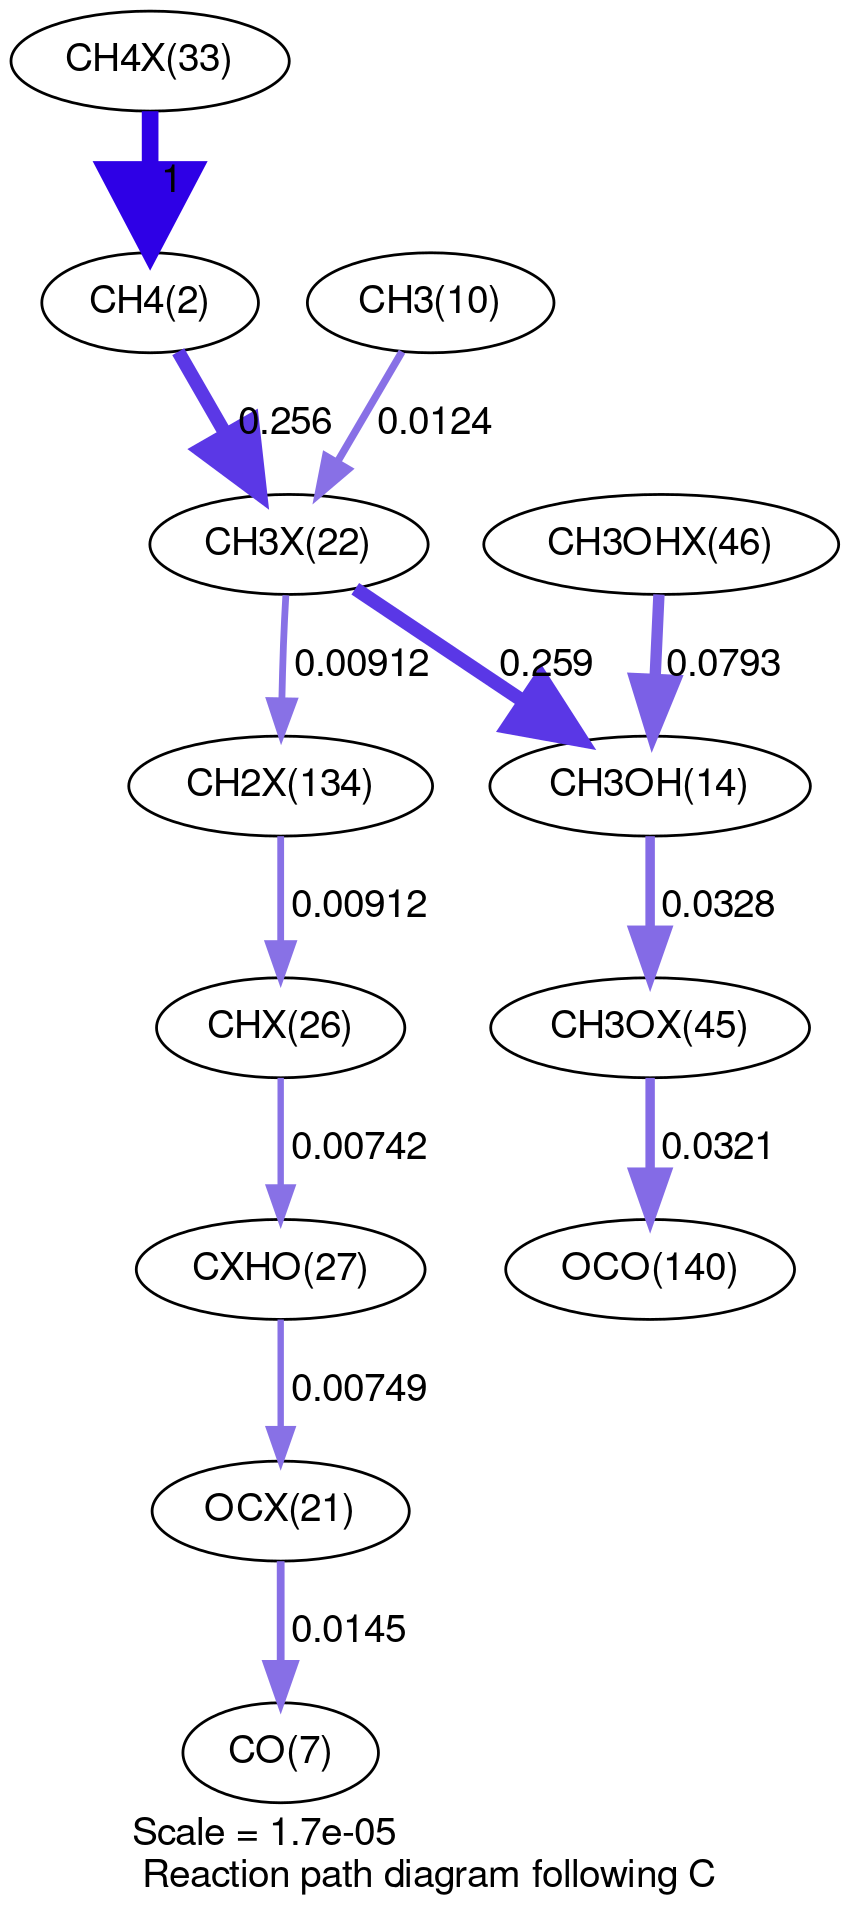 CH4X(33)
1
CH4(2)
CH3(10)
0.256
0.0124
CH3X(22)
CH3OHX(46)
0.00912
0.259
0.0793
CH2X(134)
CH3OH(14)
0.00912
0.0328
CHX(26)
CH3OX(45)
0.00742
0.0321
CXHO(27)
OCO(140)
0.00749
OCX(21)
0.0145
CO(7)
Scale = 1.7e-05
Reaction path diagram following C